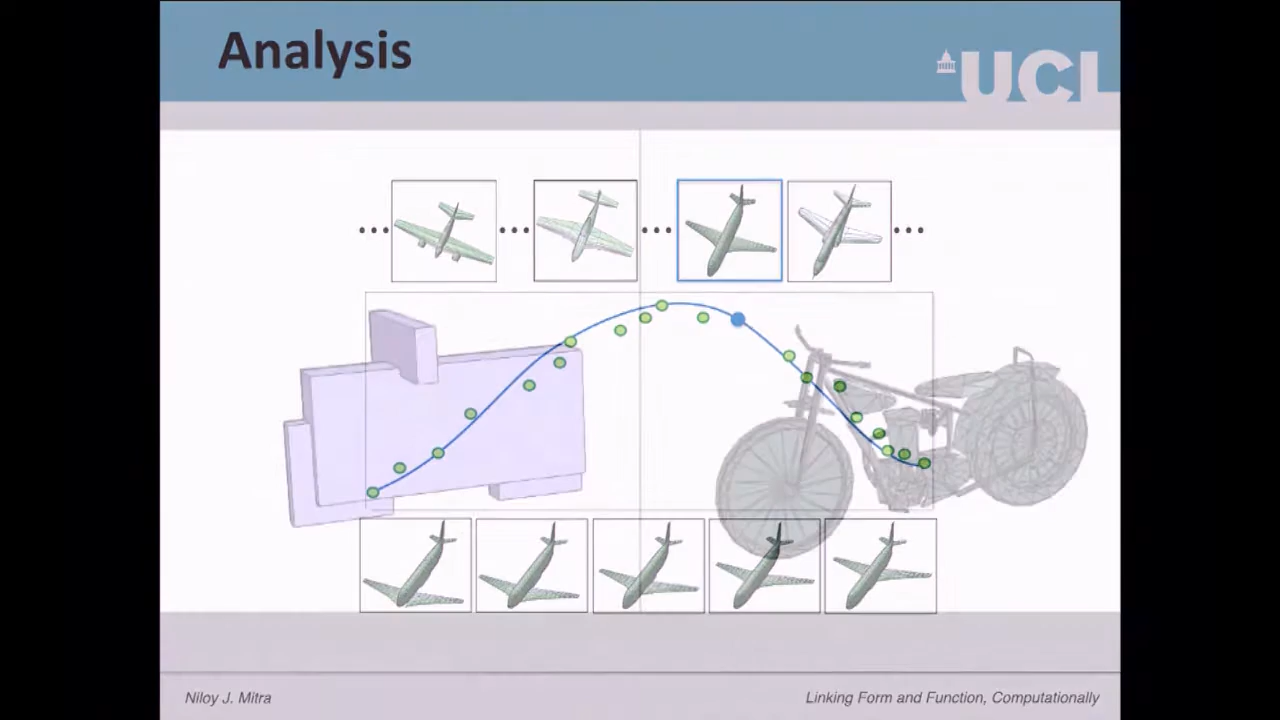 Analysis
UCL
Niloy J. Mitra
Linking Form and Function, Computationally